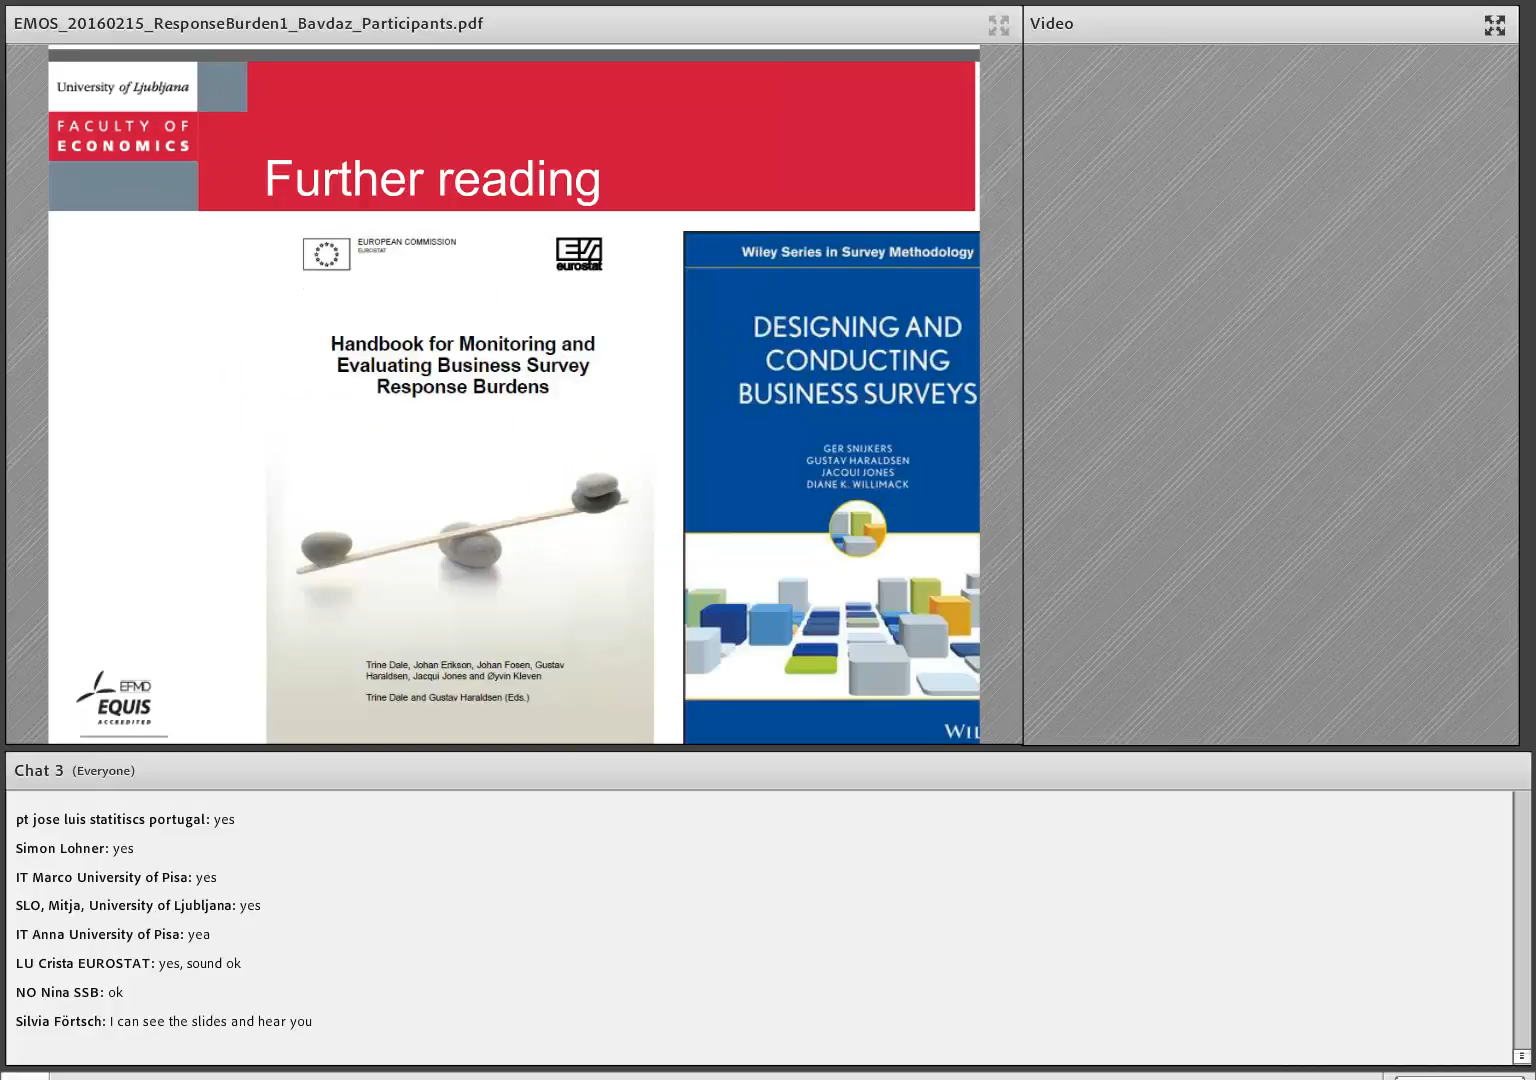 EMOS_20160215_ResponseBurden1_Bavdaz_Participants.pdf
Video
University of Ljubljana
FACULTY OF
ECONOMICS
Further reading
EUROPEAN COMMISSION
EUROSTAT
eurostat
Handbook for Monitoring and
Evaluating Business Survey
Response Burdens
Trine Dale, Johan Erikson, Johan Fosen, Gustav
Haraldsen, Jacqui Jones and Øyvin Kleven
Trine Dale and Gustav Haraldsen (Eds.)
Wiley Series in Survey Methodology
DESIGNING AND
CONDUCTING
BUSINESS SURVEYS
GER SNIJKERS
GUSTAV HARALDSEN
JACQUI JONES
DIANE K. WILLIMACK
WIL
EFMD
EQUIS
ACCREDITED
Chat 3 (Everyone)
pt jose luis statitiscs portugal: yes
Simon Lohner: yes
IT Marco University of Pisa: yes
SLO, Mitja, University of Ljubljana: yes
IT Anna University of Pisa: yea
LU Crista EUROSTAT: yes, sound ok
NO Nina SSB: ok
Silvia Förtsch: I can see the slides and hear you